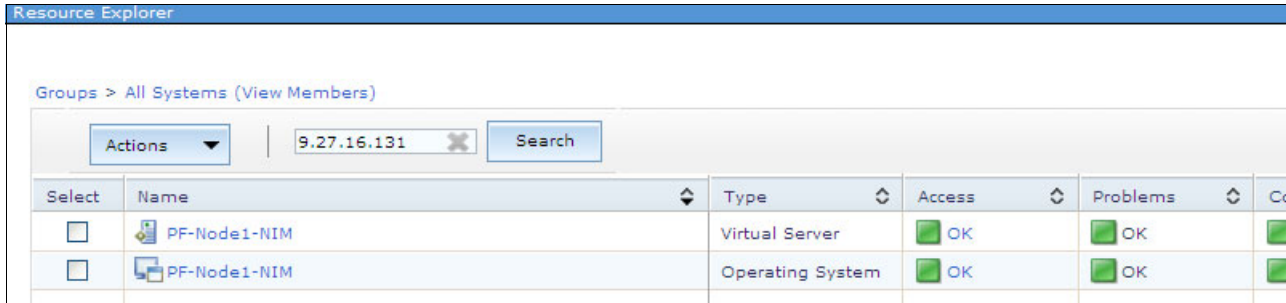 Resource Explorer
Groups > All Systems (View Members)
Actions 9.27.16.131 Search
Select Name Type Access Problems
PF-Node1-NIM Virtual Server OK OK
PF-Node1-NIM Operating System OK OK